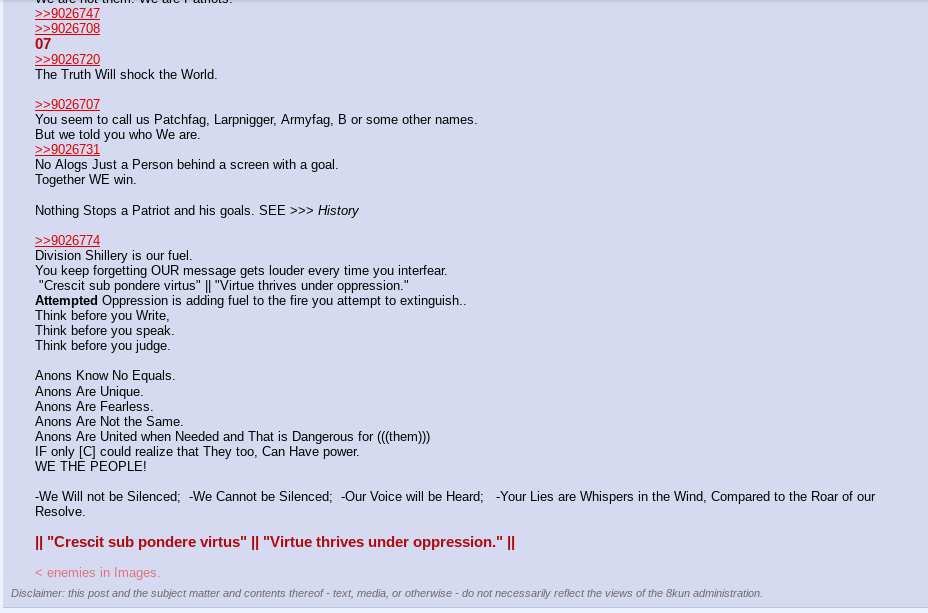 We are not them. We are Patriots.
>>9026747
>>9026708
07
>>9026720
The Truth Will shock the World.
>>9026707
You seem to call us Patchfag, Larpnigger, Armyfag, B or some other names.
But we told you who We are.
>>9026731
No Alogs Just a Person behind a screen with a goal.
Together WE win.
Nothing Stops a Patriot and his goals. SEE >>> History
>>9026774
Division Shillery is our fuel.
You keep forgetting OUR message gets louder every time you interfear.
"Crescit sub pondere virtus" || "Virtue thrives under oppression."
Attempted Oppression is adding fuel to the fire you attempt to extinguish..
Think before you Write,
Think before you speak.
Think before you judge.
Anons Know No Equals.
Anons Are Unique.
Anons Are Fearless.
Anons Are Not the Same.
Anons Are United when Needed and That is Dangerous for (((them)))
IF only [C] could realize that They too, Can Have power.
WE THE PEOPLE!
-We Will not be Silenced;  -We Cannot be Silenced;  -Our Voice will be Heard;   -Your Lies are Whispers in the Wind, Compared to the Roar of our
Resolve.
|| "Crescit sub pondere virtus" || "Virtue thrives under oppression." ||
< enemies in Images.
Disclaimer: this post and the subject matter and contents thereof - text, media, or otherwise - do not necessarily reflect the views of the 8kun administration.